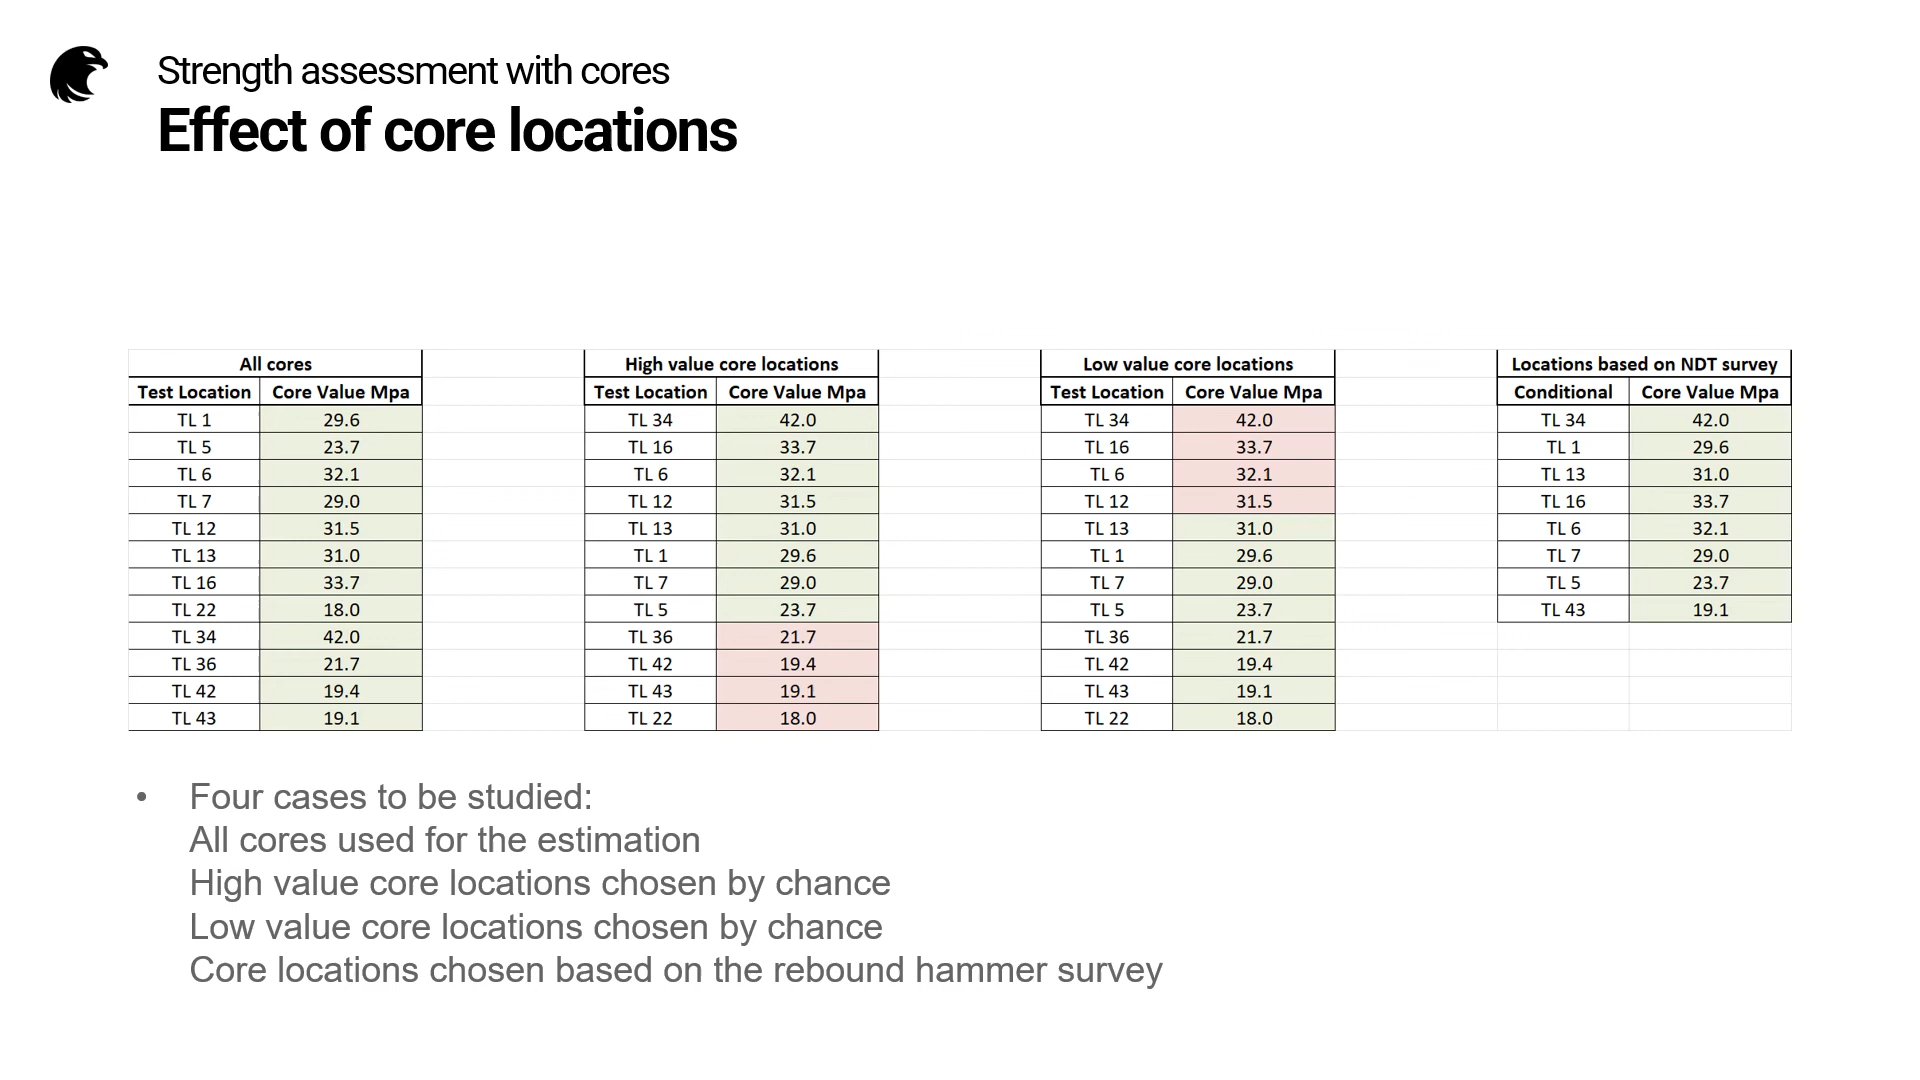 Strength assessment with cores
Effect of core locations
All cores
Test Location Core Value Mpa
TL 1 29.6
TL 5 23.7
TL 6 32.1
TL 7 29.0
TL 12 31.5
TL 13 31.0
TL 16 33.7
TL 22 18.0
TL 34 42.0
TL 36 21.7
TL 42 19.4
TL 43 19.1
High value core locations
Test Location Core Value Mpa
TL 34 42.0
TL 16 33.7
TL 6 32.1
TL 12 31.5
TL 13 31.0
TL 1 29.6
TL 7 29.0
TL 5 23.7
TL 36 21.7
TL 42 19.4
TL 43 19.1
TL 22 18.0
Low value core locations
Test Location Core Value Mpa
TL 34 42.0
TL 16 33.7
TL 6 32.1
TL 12 31.5
TL 13 31.0
TL 1 29.6
TL 7 29.0
TL 5 23.7
TL 36 21.7
TL 42 19.4
TL 43 19.1
TL 22 18.0
Locations based on NDT survey
Conditional Core Value Mpa
TL 34 42.0
TL 1 29.6
TL 13 31.0
TL 16 33.7
TL 6 32.1
TL 7 29.0
TL 5 23.7
TL 43 19.1
• Four cases to be studied:
All cores used for the estimation
High value core locations chosen by chance
Low value core locations chosen by chance
Core locations chosen based on the rebound hammer survey